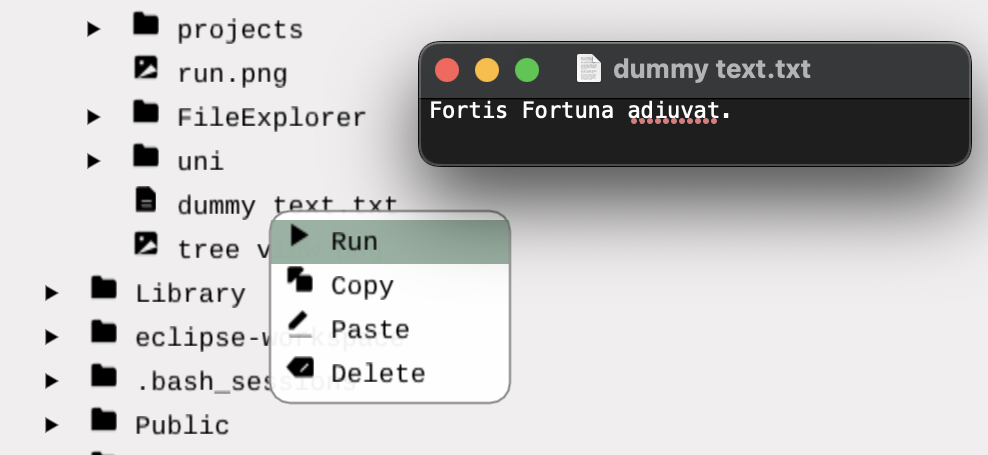 projects
run.png
dummy text.txt
Fortis Fortuna adiuvat.
FileExplorer
uni
dummy text.txt
tree v
Run
Library
Copy
eclipse-workspace
Paste
.bash_sessions
Delete
Public